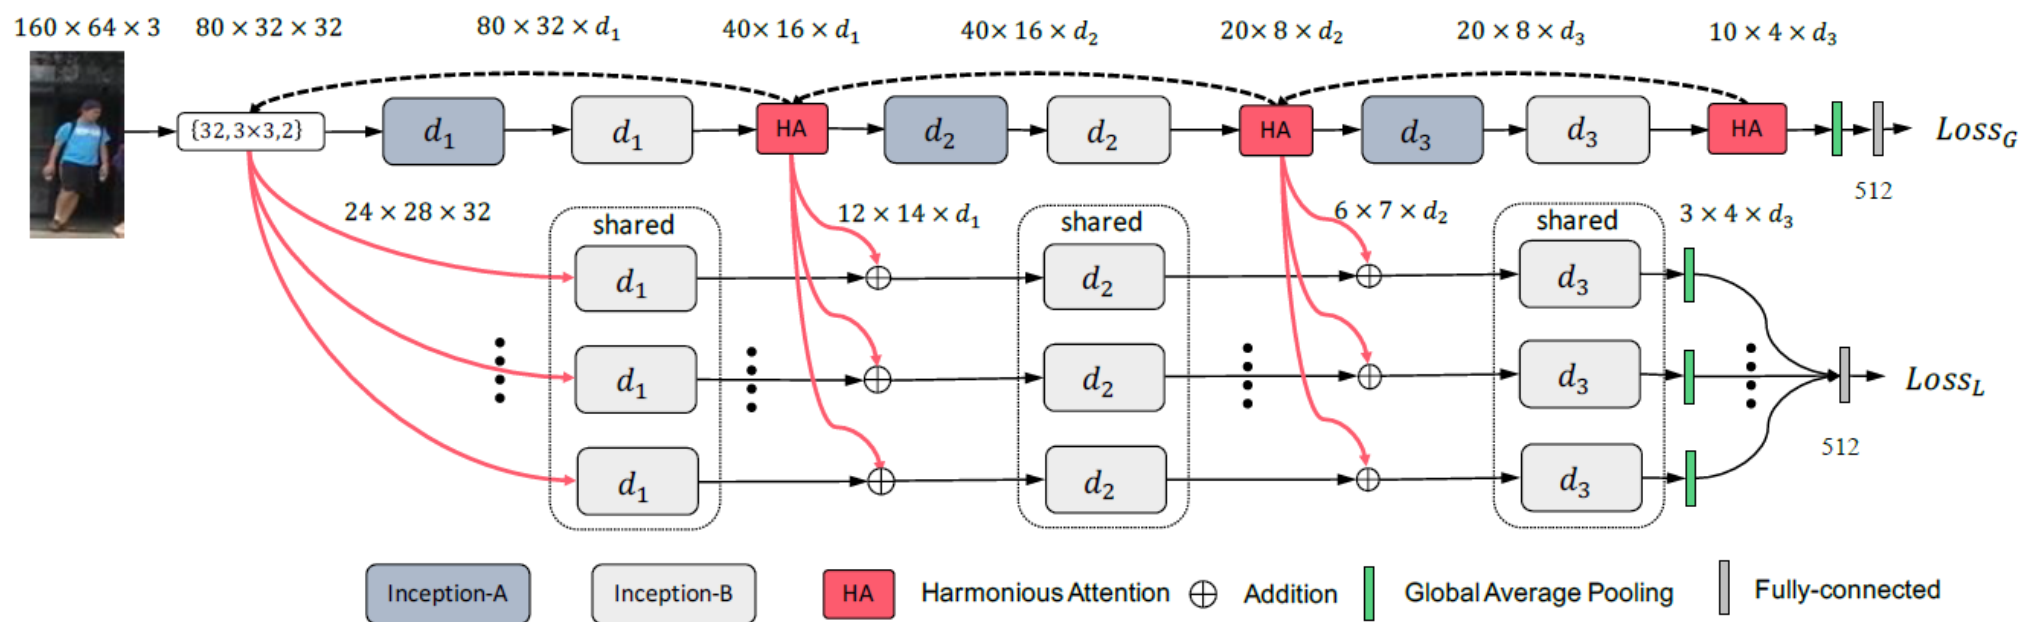 160 × 64 × 3 80 × 32 × 32 80 × 32 × d₁ 40× 16 × d₁ 40× 16 × d₂ 20× 8 × d₂ 20 × 8 × d₃ 10 × 4 × d₃
{32,3×3,2} d₁ d₁ HA d₂ d₂ HA d₃ d₃ HA Loss_G
512
24 × 28 × 32 shared 12 × 14 × d₁ shared 6 × 7 × d₂ shared 3 × 4 × d₃
d₁ d₂ d₃
d₁ d₂ d₃ Loss_L
512
d₁ d₂ d₃
Inception-A Inception-B HA Harmonious Attention Addition Global Average Pooling Fully-connected